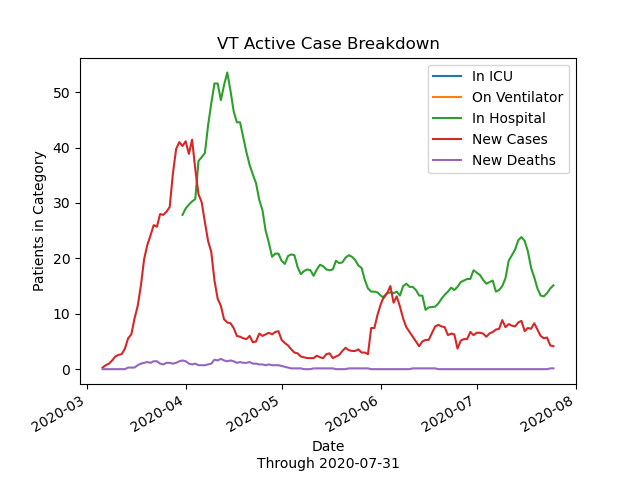 VT Active Case Breakdown
In ICU
On Ventilator
In Hospital
New Cases
New Deaths
Patients in Category
50
40
30
20
10
0
2020-03
2020-04
2020-05
2020-06
2020-07
2020-08
Date
Through 2020-07-31